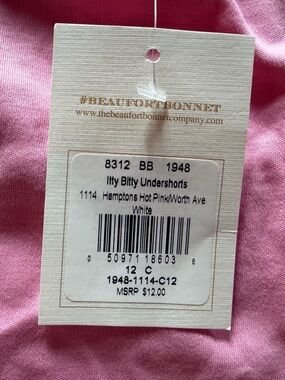 #BEAUFORTBONNET
www.thebeaufortbonnetcompany.com
8312 BB 1948
Itty Bitty Undershorts
1114 Hamptons Hot Pink/Worth Ave
White
0 50971 18603 6
12 C
1948-1114-C12
MSRP $12.00